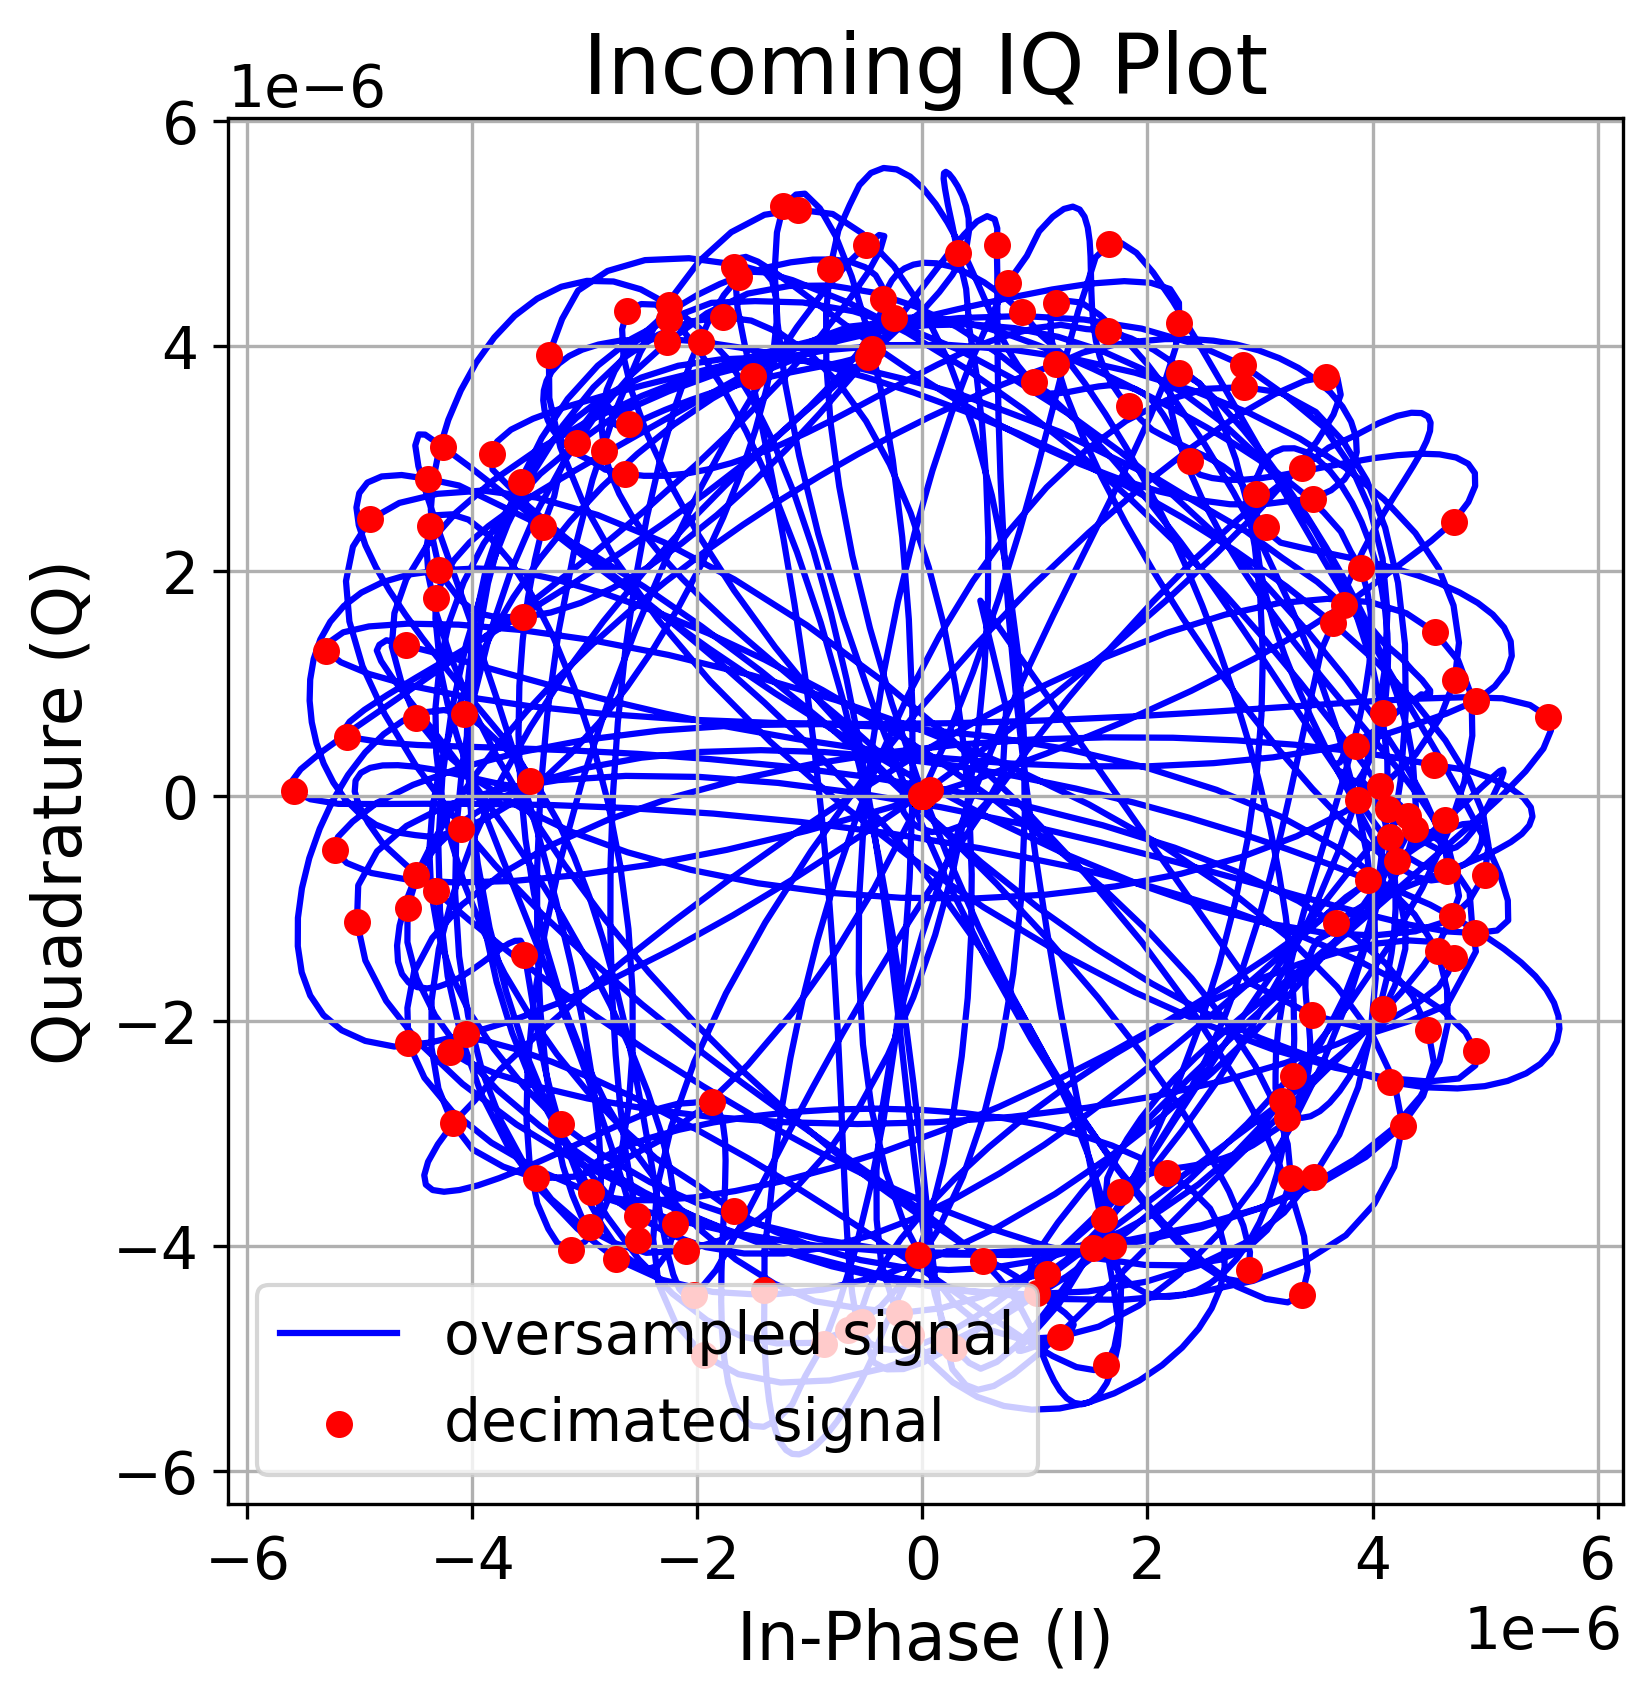 Incoming IQ Plot
1e−6
6
4
2
0
−2
−4
−6
Quadrature (Q)
oversampled signal
decimated signal
−6 −4 −2 0 2 4 6
In-Phase (I)
1e−6